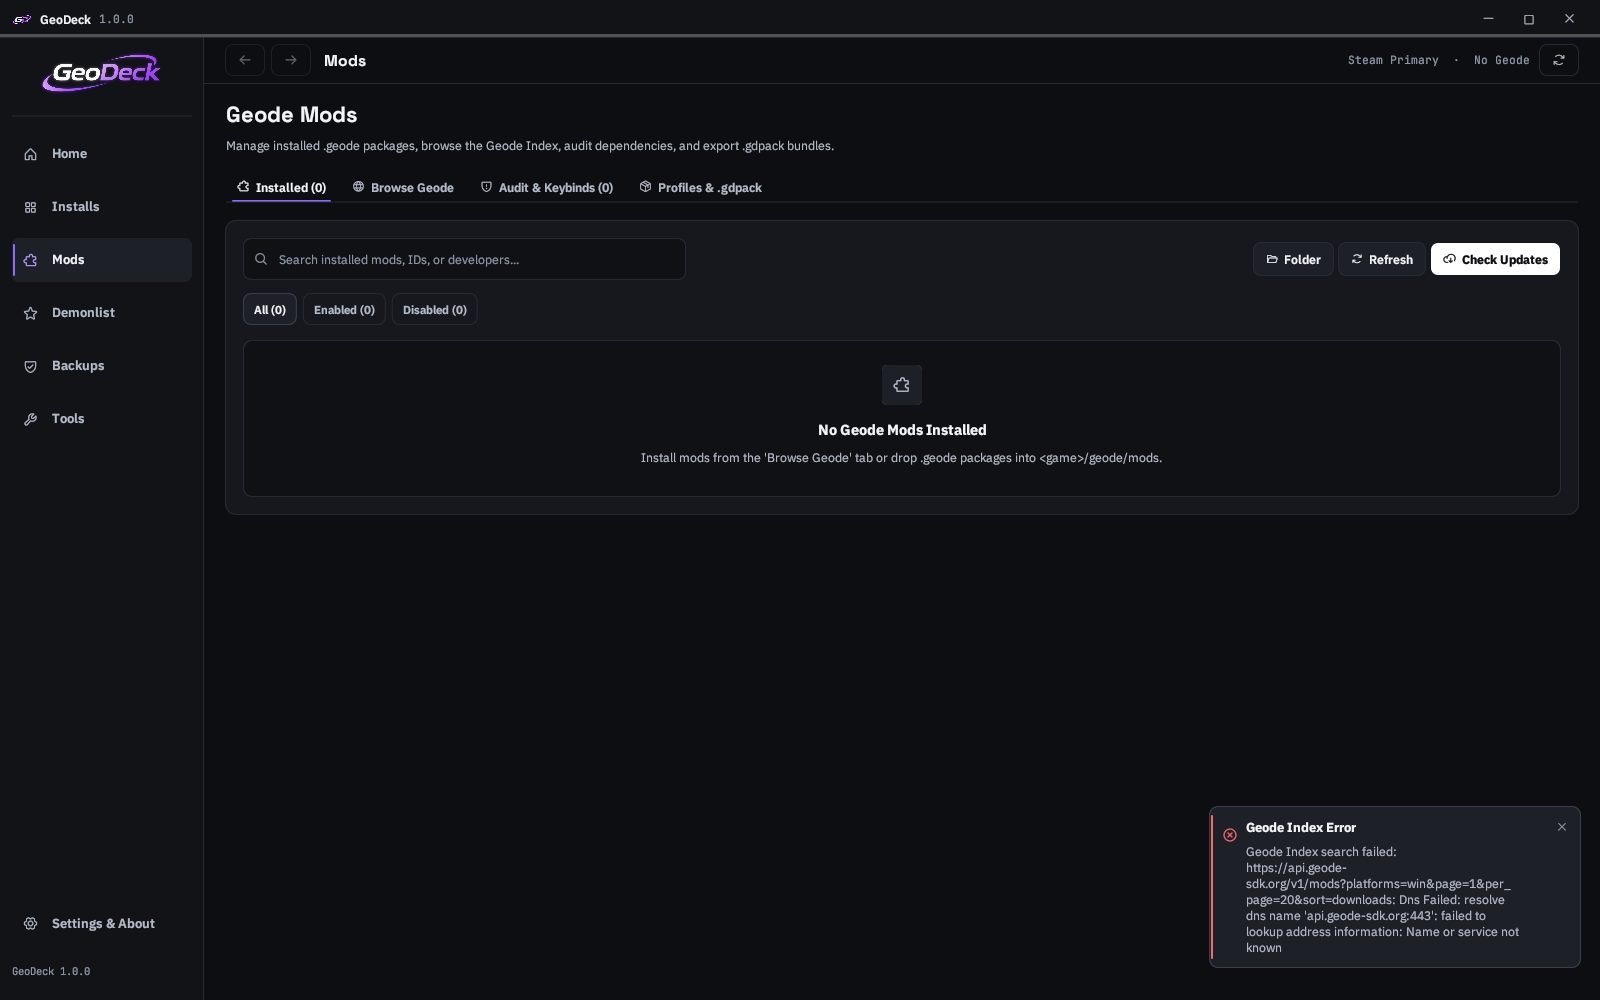 GeoDeck 1.0.0
GeoDeck
Mods
Steam Primary · No Geode
Home
Installs
Mods
Demonlist
Backups
Tools
Settings & About
GeoDeck 1.0.0
Geode Mods
Manage installed .geode packages, browse the Geode Index, audit dependencies, and export .gdpack bundles.
Installed (0) Browse Geode Audit & Keybinds (0) Profiles & .gdpack
Search installed mods, IDs, or developers...
Folder Refresh Check Updates
All (0) Enabled (0) Disabled (0)
No Geode Mods Installed
Install mods from the 'Browse Geode' tab or drop .geode packages into <game>/geode/mods.
Geode Index Error
Geode Index search failed:
https://api.geode-
sdk.org/v1/mods?platforms=win&page=1&per_
page=20&sort=downloads: Dns Failed: resolve
dns name 'api.geode-sdk.org:443': failed to
lookup address information: Name or service not
known